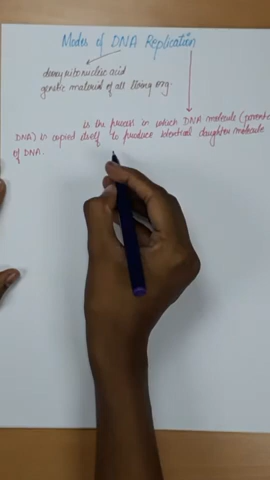 Modes of DNA Replication
deoxyribonucleic acid
genetic material of all living org.
is the process in which DNA molecule (parental
DNA) is copied itself to produce identical daughter molecule
of DNA.